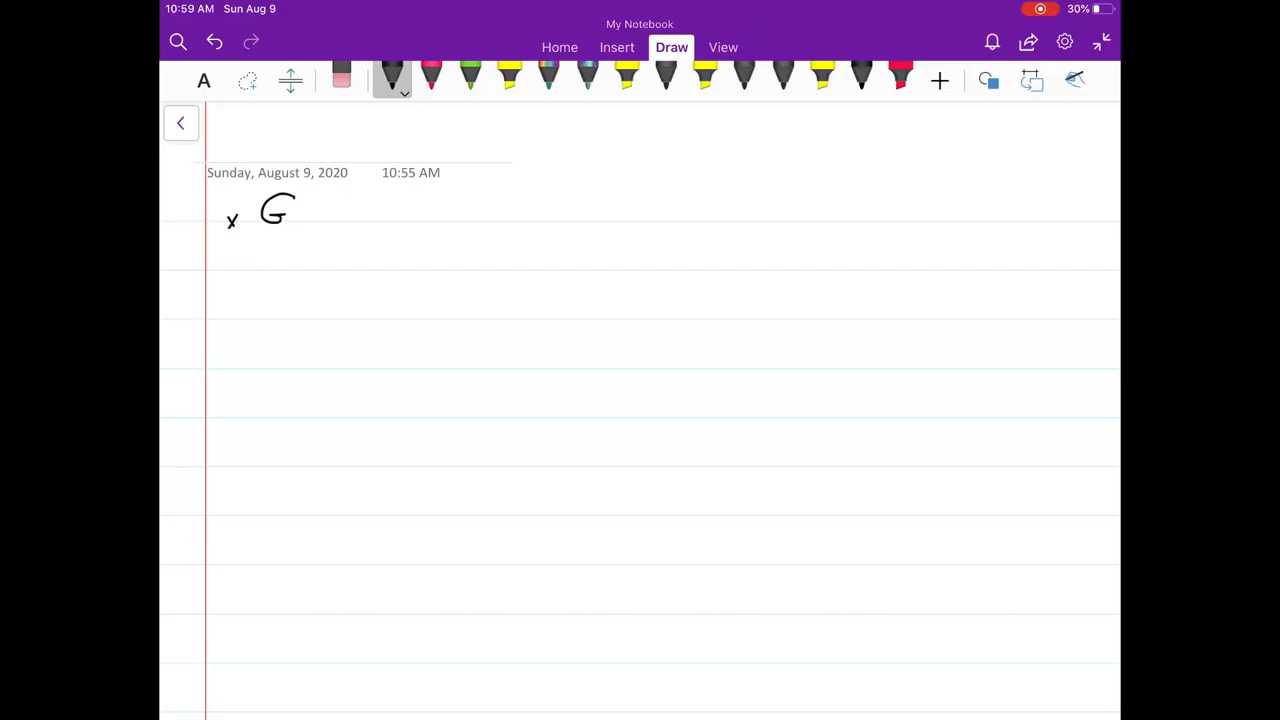 10:59 AM Sun Aug 9 30%
My Notebook
Home Insert Draw View
A
Sunday, August 9, 2020 10:55 AM
x G